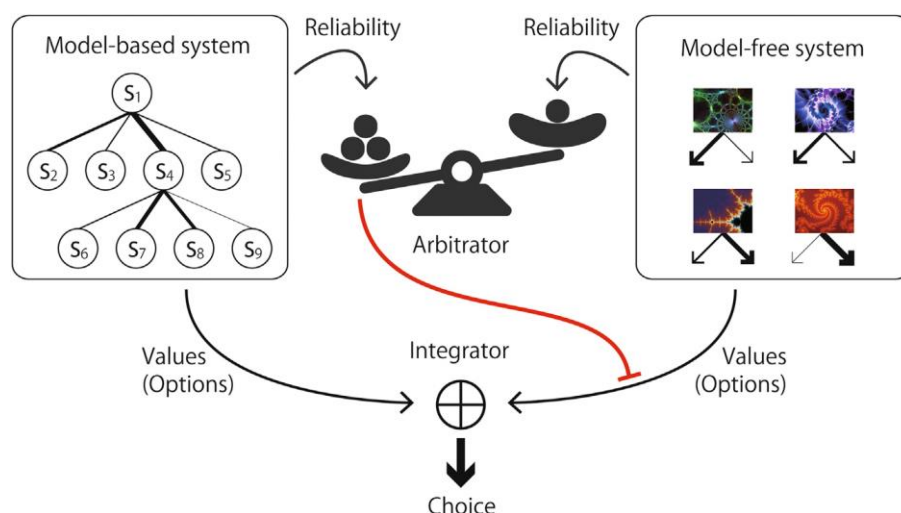 Model-based system
S1
S2
S3
S4
S5
S6
S7
S8
S9
Reliability
Reliability
Arbitrator
Model-free system
Values
(Options)
Integrator
Values
(Options)
Choice